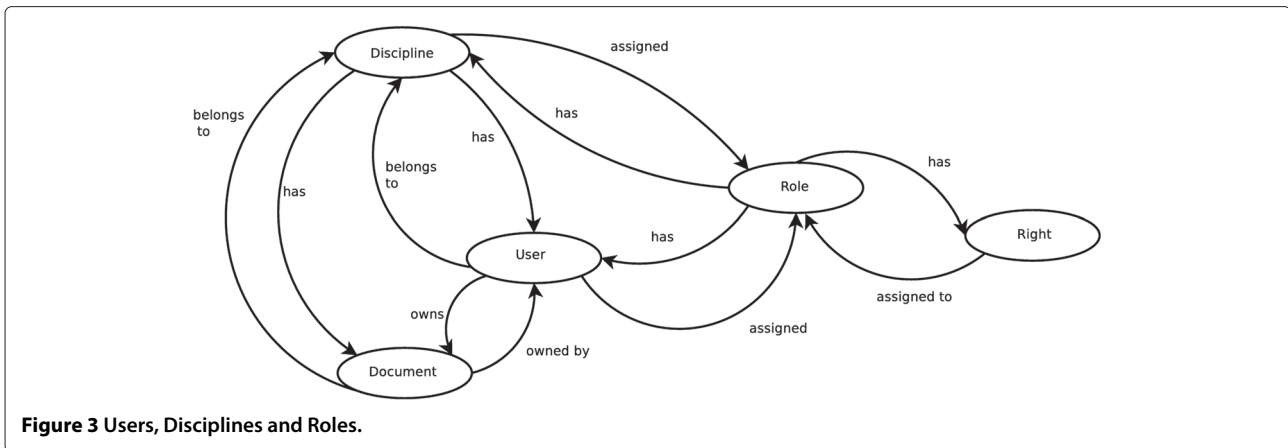 Discipline
assigned
belongs
to
has
has
belongs
to
has
Role
has
Right
has
User
has
assigned to
owns
assigned
owned by
Document
Figure 3 Users, Disciplines and Roles.